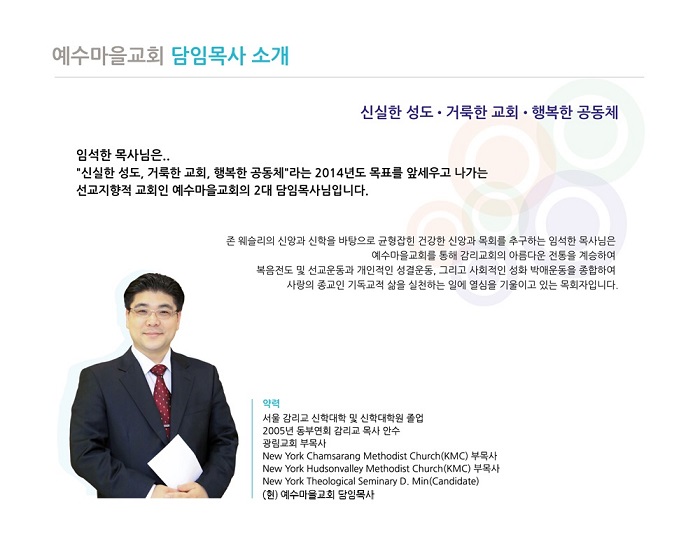 예수마을교회 담임목사 소개
신실한 성도 • 거룩한 교회 • 행복한 공동체
임석한 목사님은..
"신실한 성도, 거룩한 교회, 행복한 공동체"라는 2014년도 목표를 앞세우고 나가는
선교지향적 교회인 예수마을교회의 2대 담임목사님입니다.
존 웨슬리의 신앙과 신학을 바탕으로 균형잡힌 건강한 신앙과 목회를 추구하는 임석한 목사님은
예수마을교회를 통해 감리교회의 아름다운 전통을 계승하여
복음전도 및 선교운동과 개인적인 성결운동, 그리고 사회적인 성화 박애운동을 종합하여
사랑의 종교인 기독교적 삶을 실천하는 일에 열심을 기울이고 있는 목회자입니다.
약력
서울 감리교 신학대학 및 신학대학원 졸업
2005년 동부연회 감리교 목사 안수
광림교회 부목사
New York Chamsarang Methodist Church(KMC) 부목사
New York Hudsonvalley Methodist Church(KMC) 부목사
New York Theological Seminary D. Min(Candidate)
(현) 예수마을교회 담임목사